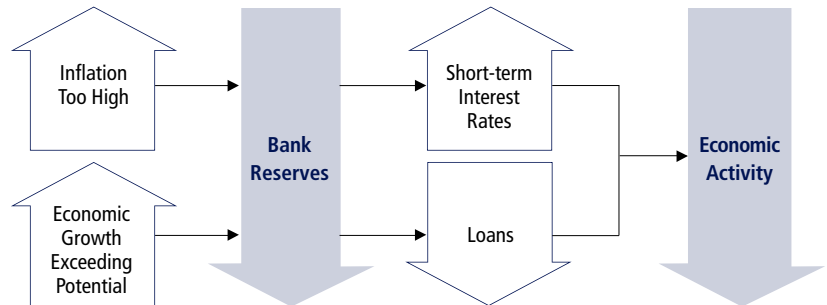 Inflation
Too High
Economic
Growth
Exceeding
Potential
Bank
Reserves
Short-term
Interest
Rates
Loans
Economic
Activity